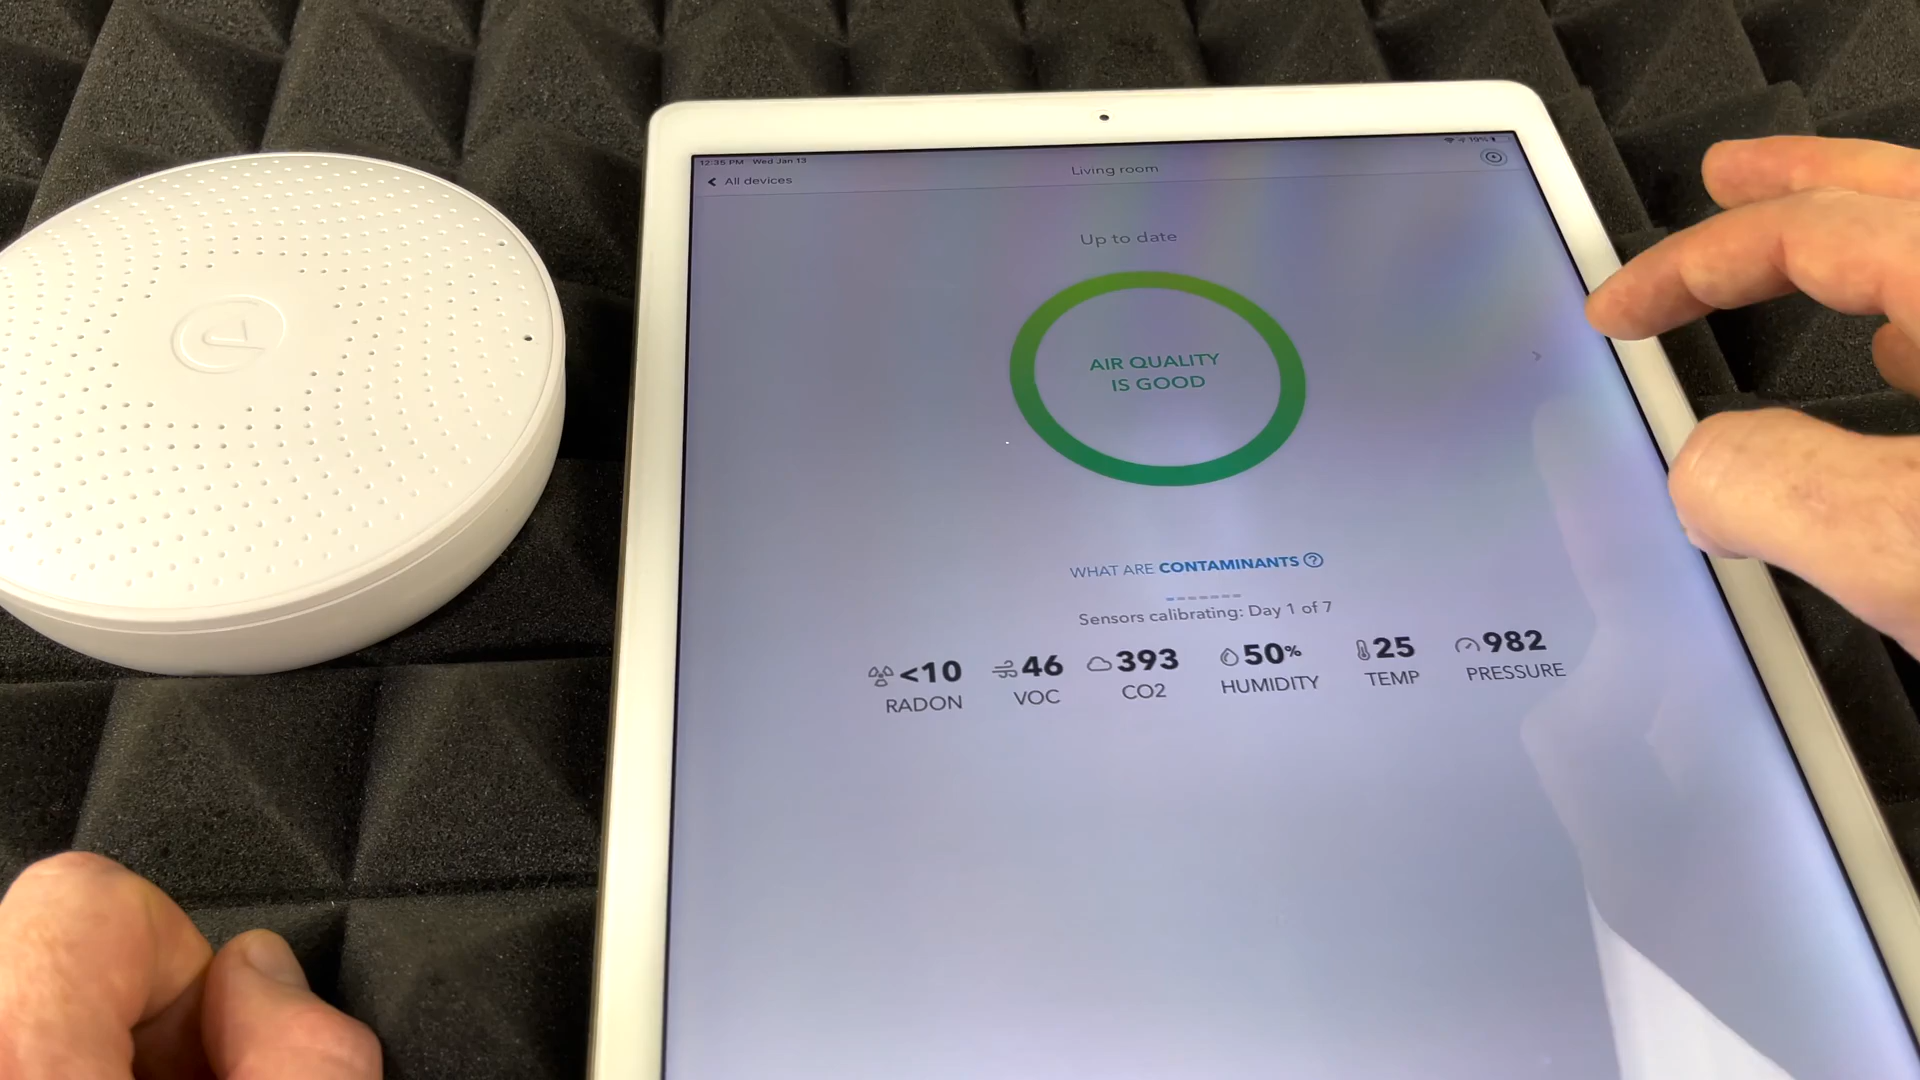 12:35 PM Wed Jan 13
19%
All devices
Living room
Up to date
AIR QUALITY
IS GOOD
WHAT ARE CONTAMINANTS ?
Sensors calibrating: Day 1 of 7
<10 46 393 50% 25 982
RADON VOC CO2 HUMIDITY TEMP PRESSURE